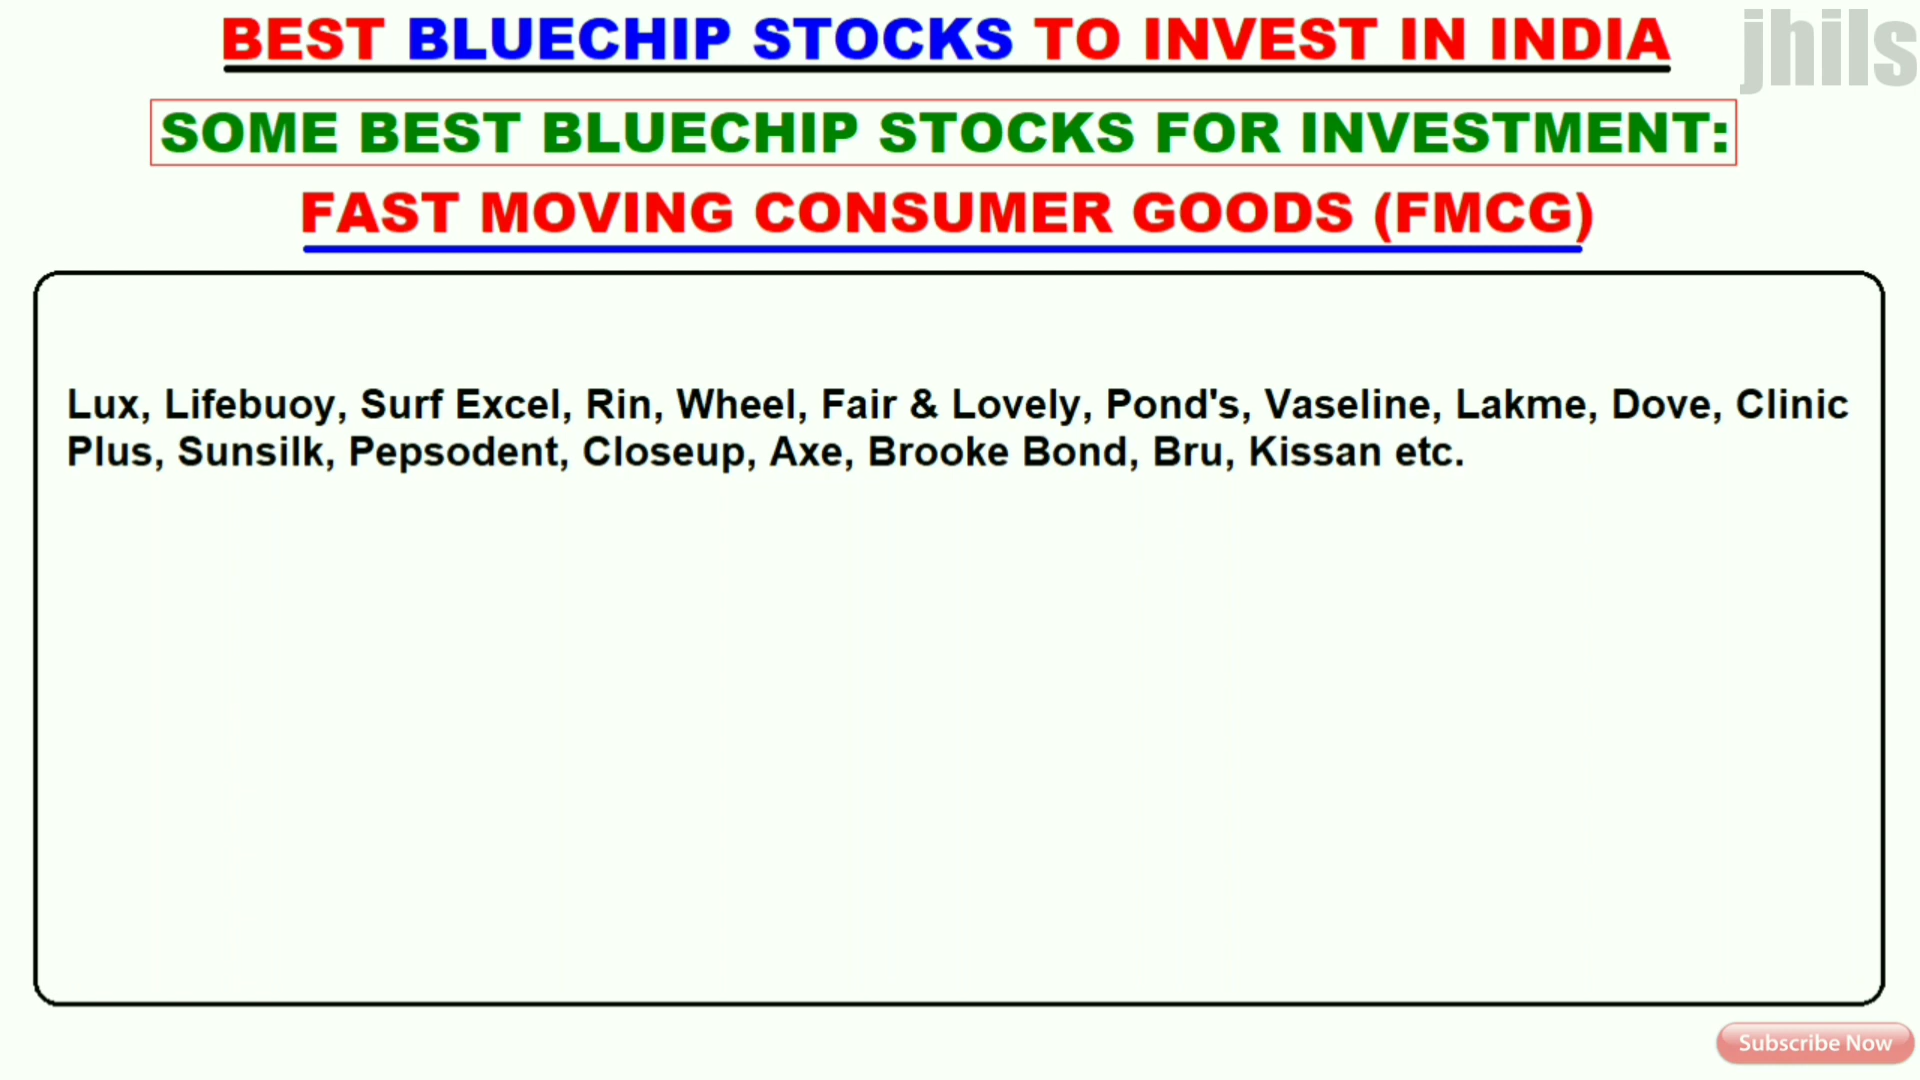 BEST BLUECHIP STOCKS TO INVEST IN INDIA
jhils
SOME BEST BLUECHIP STOCKS FOR INVESTMENT:
FAST MOVING CONSUMER GOODS (FMCG)
Lux, Lifebuoy, Surf Excel, Rin, Wheel, Fair & Lovely, Pond's, Vaseline, Lakme, Dove, Clinic
Plus, Sunsilk, Pepsodent, Closeup, Axe, Brooke Bond, Bru, Kissan etc.
Subscribe Now